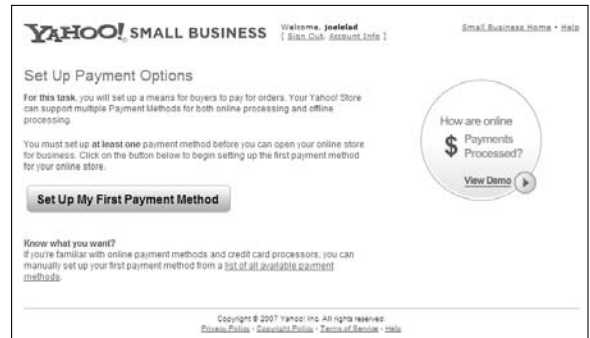 YAHOO! SMALL BUSINESS
Welcome, joelelad
[ Sign Out, Account Info ]
Small Business Home - Help
Set Up Payment Options
For this task, you will set up a means for buyers to pay for orders. Your Yahoo! Store
can support multiple Payment Methods for both online processing and offline
processing.
You must set up at least one payment method before you can open your online store
for business. Click on the button below to begin setting up the first payment method
for your online store.
Set Up My First Payment Method
How are online
$ Payments
Processed?
View Demo
Know what you want?
If you're familiar with online payment methods and credit card processors, you can
manually set up your first payment method from a list of all available payment
methods.
Copyright © 2007 Yahoo! Inc. All rights reserved.
Privacy Policy - Copyright Policy - Terms of Service - Help